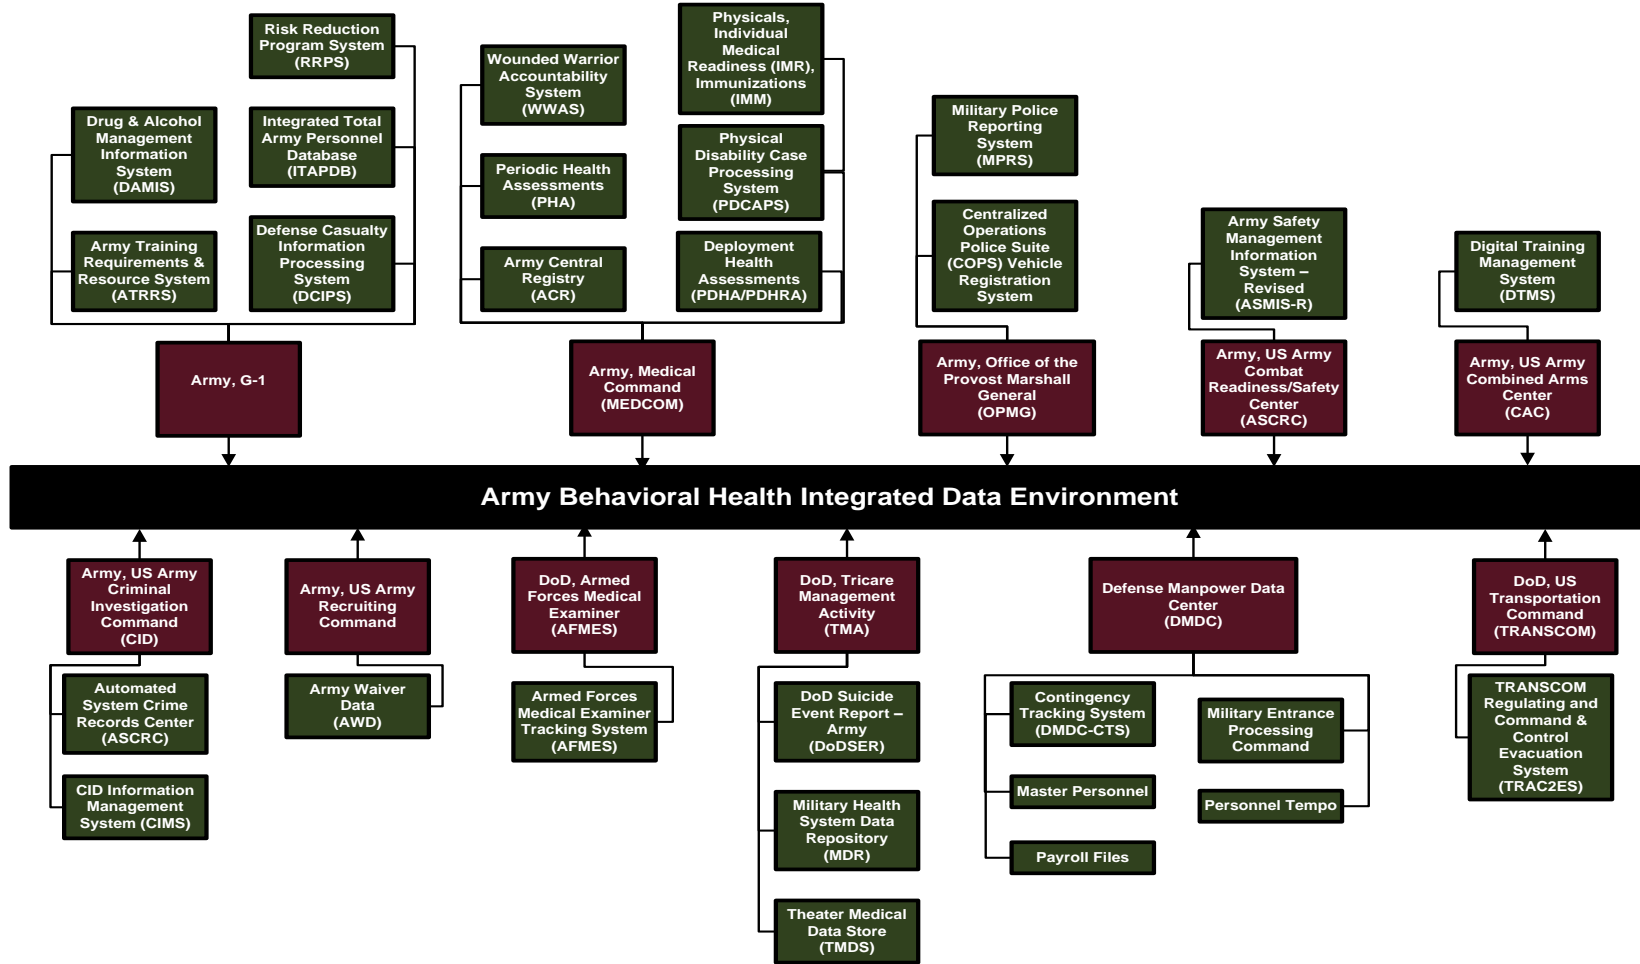 Risk Reduction
Program System
(RRPS)
Drug & Alcohol
Management
Information
System
(DAMIS)
Integrated Total
Army Personnel
Database
(ITAPDB)
Army Training
Requirements &
Resource System
(ATRRS)
Defense Casualty
Information
Processing
System
(DCIPS)
Wounded Warrior
Accountability
System
(WWAS)
Physicals,
Individual
Medical
Readiness (IMR),
Immunizations
(IMM)
Periodic Health
Assessments
(PHA)
Physical
Disability Case
Processing
System
(PDCAPS)
Army Central
Registry
(ACR)
Deployment
Health
Assessments
(PDHA/PDHRA)
Military Police
Reporting
System
(MPRS)
Centralized
Operations
Police Suite
(COPS) Vehicle
Registration
System
Army Safety
Management
Information
System –
Revised
(ASMIS-R)
Digital Training
Management
System
(DTMS)
Army, G-1
Army, Medical
Command
(MEDCOM)
Army, Office of the
Provost Marshall
General
(OPMG)
Army, US Army
Combat
Readiness/Safety
Center
(ASCRC)
Army, US Army
Combined Arms
Center
(CAC)
Army Behavioral Health Integrated Data Environment
Army, US Army
Criminal
Investigation
Command
(CID)
Army, US Army
Recruiting
Command
DoD, Armed
Forces Medical
Examiner
(AFMES)
DoD, Tricare
Management
Activity
(TMA)
Defense Manpower Data
Center
(DMDC)
DoD, US
Transportation
Command
(TRANSCOM)
Automated
System Crime
Records Center
(ASCRC)
CID Information
Management
System (CIMS)
Army Waiver
Data
(AWD)
Armed Forces
Medical Examiner
Tracking System
(AFMES)
DoD Suicide
Event Report –
Army
(DoDSER)
Military Health
System Data
Repository
(MDR)
Theater Medical
Data Store
(TMDS)
Contingency
Tracking System
(DMDC-CTS)
Master Personnel
Payroll Files
Military Entrance
Processing
Command
Personnel Tempo
TRANSCOM
Regulating and
Command &
Control
Evacuation
System
(TRAC2ES)